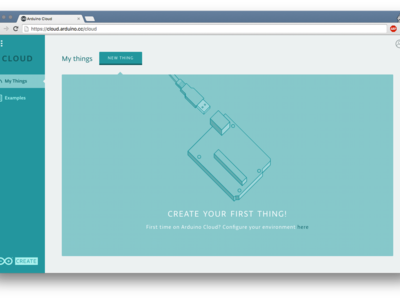 Arduino Cloud
https://cloud.arduino.cc/cloud
CLOUD
My Things
Examples
My things
NEW THING
CREATE YOUR FIRST THING!
First time on Arduino Cloud? Configure your environment here
CREATE